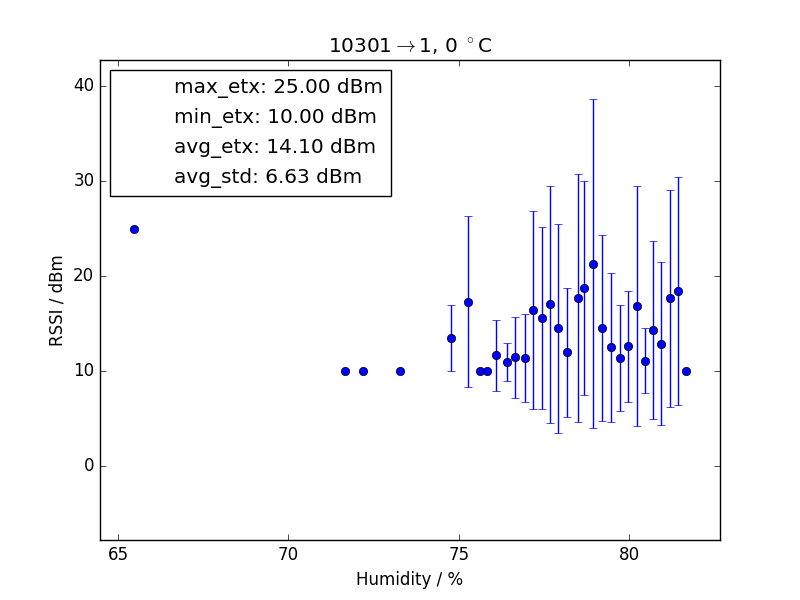 10301→1, 0 °C
max_etx: 25.00 dBm
min_etx: 10.00 dBm
avg_etx: 14.10 dBm
avg_std: 6.63 dBm
40
30
20
10
0
RSSI / dBm
65 70 75 80
Humidity / %